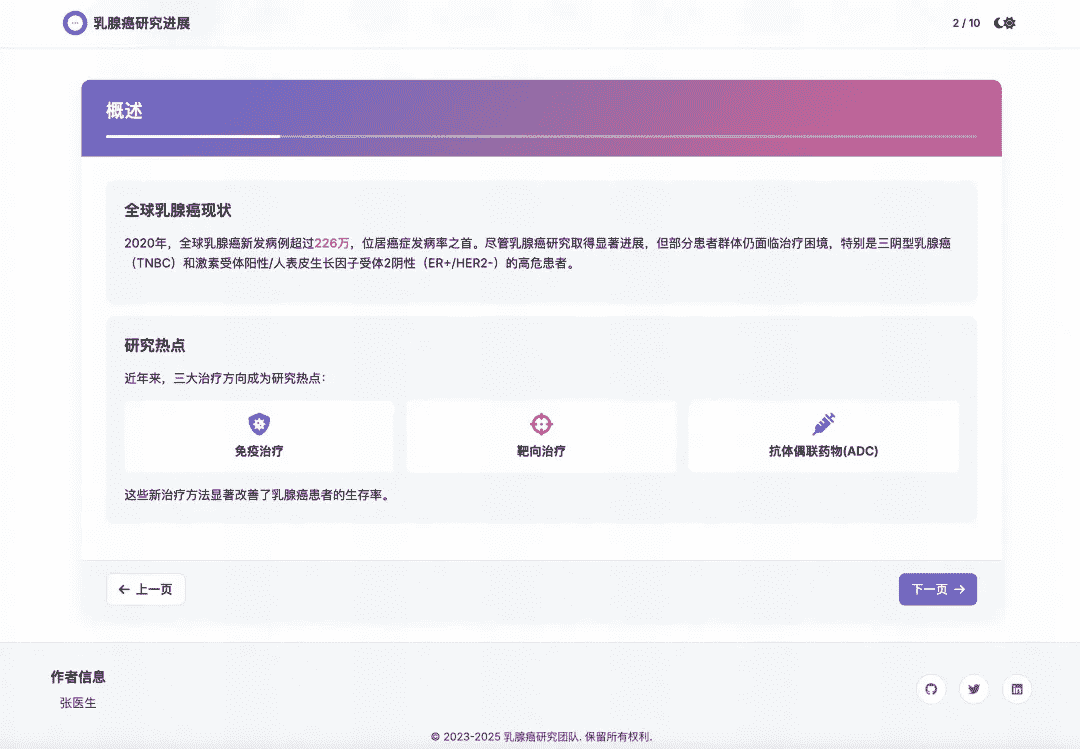 乳腺癌研究进展
2 / 10
概述
全球乳腺癌现状
2020年，全球乳腺癌新发病例超过226万，位居癌症发病率之首。尽管乳腺癌研究取得显著进展，但部分患者群体仍面临治疗困境，特别是三阴型乳腺癌
（TNBC）和激素受体阳性/人表皮生长因子受体2阴性（ER+/HER2-）的高危患者。
研究热点
近年来，三大治疗方向成为研究热点：
免疫治疗
靶向治疗
抗体偶联药物(ADC)
这些新治疗方法显著改善了乳腺癌患者的生存率。
← 上一页
下一页 →
作者信息
张医生
© 2023-2025 乳腺癌研究团队. 保留所有权利.